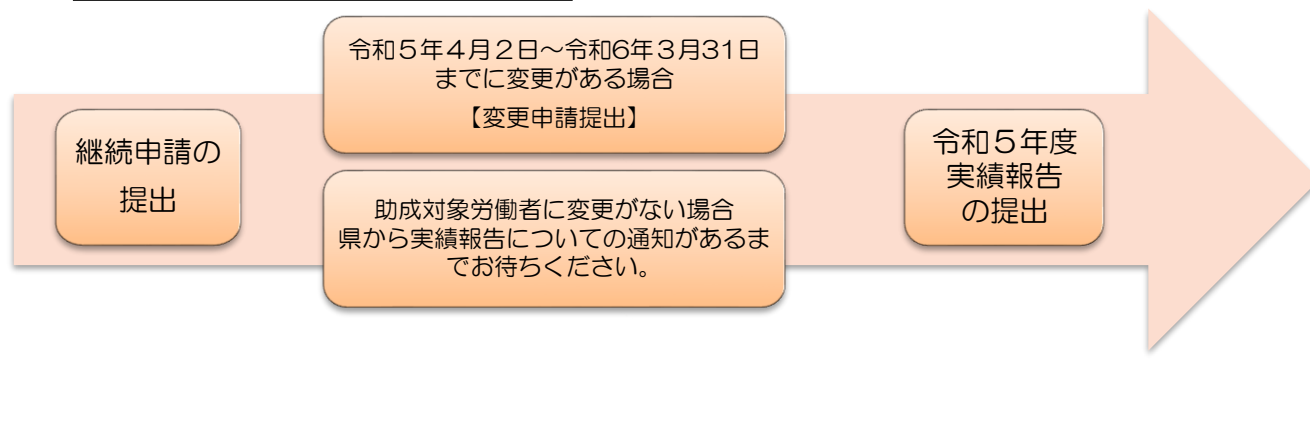 継続申請の
提出
令和５年４月２日～令和6年３月31日
までに変更がある場合
【変更申請提出】
助成対象労働者に変更がない場合
県から実績報告についての通知があるま
でお待ちください。
令和５年度
実績報告
の提出